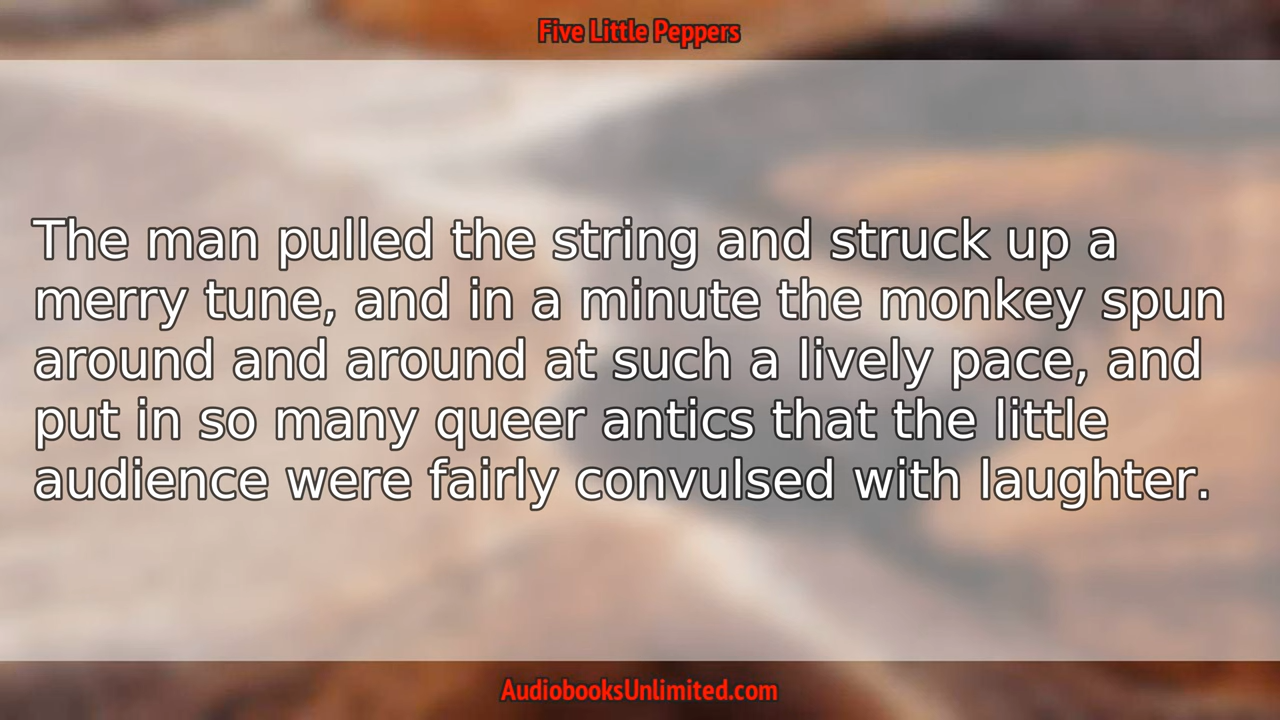 Five Little Peppers
The man pulled the string and struck up a
merry tune, and in a minute the monkey spun
around and around at such a lively pace, and
put in so many queer antics that the little
audience were fairly convulsed with laughter.
AudiobooksUnlimited.com